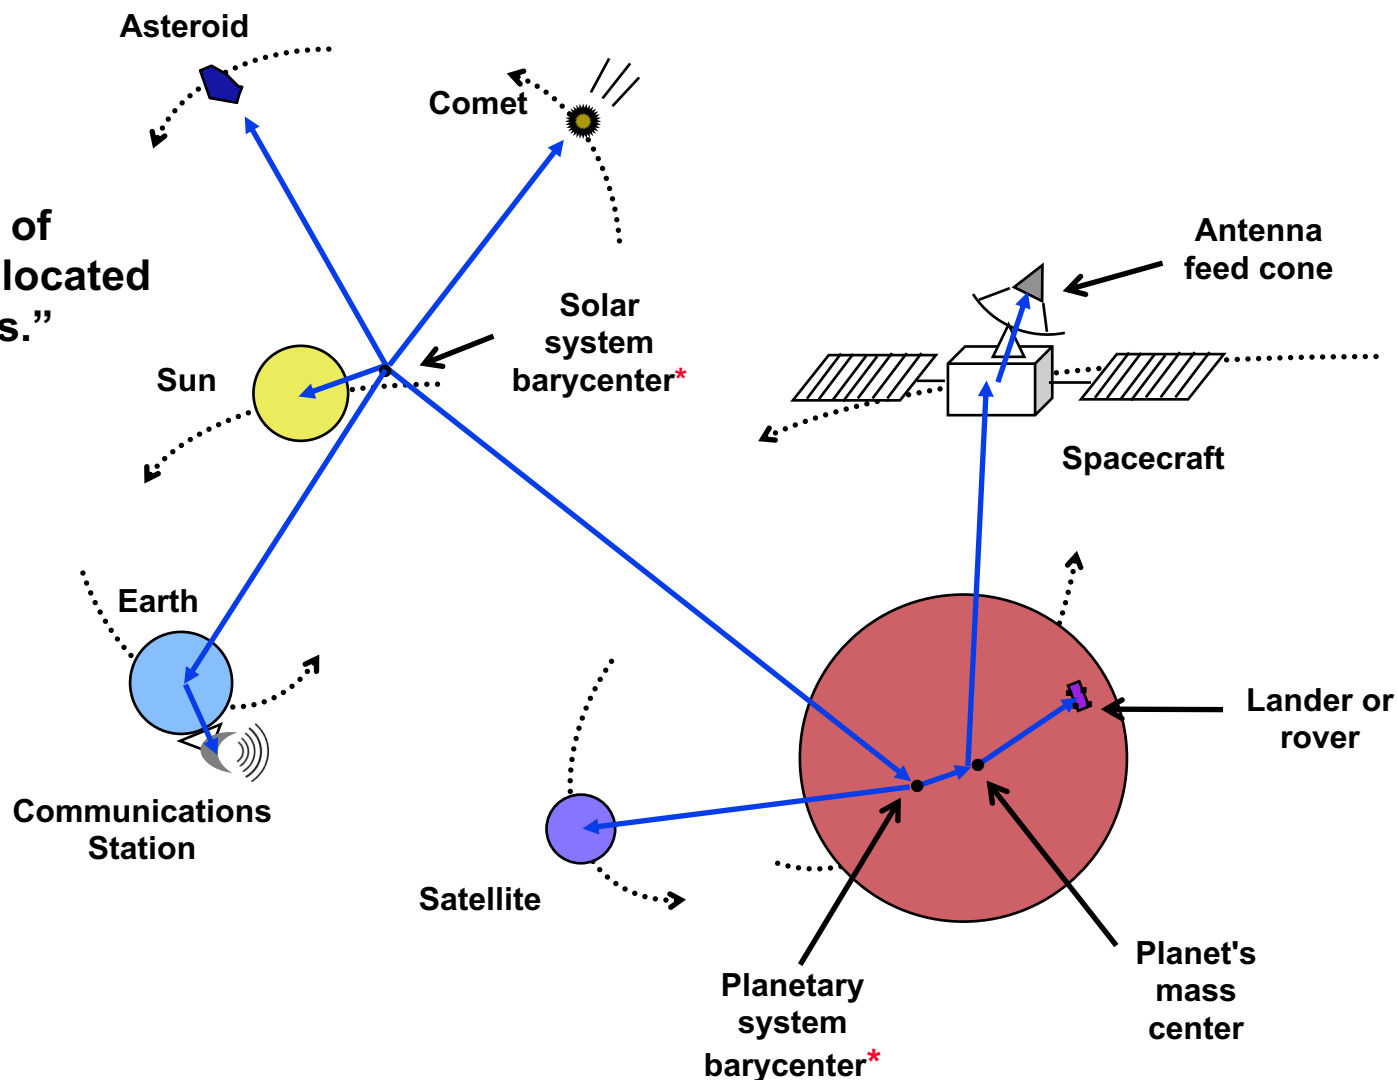 Asteroid
Comet
of
located
s.”
Antenna
feed cone
Solar
system
barycenter*
Sun
Spacecraft
Earth
Lander or
rover
Communications
Station
Satellite
Planet's
mass
center
Planetary
system
barycenter*